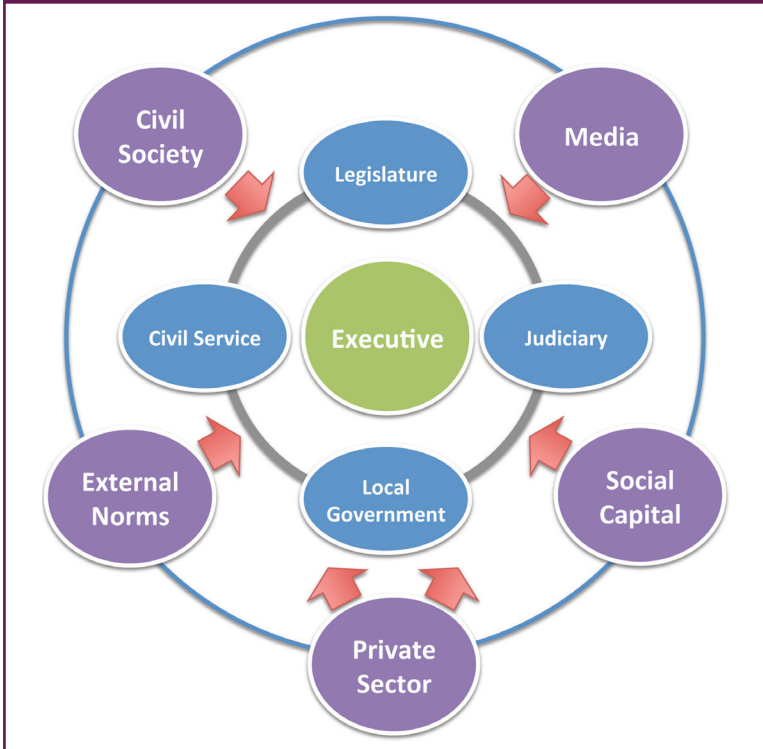 Civil
Society
Media
Legislature
Civil Service
Executive
Judiciary
External
Norms
Local
Government
Social
Capital
Private
Sector